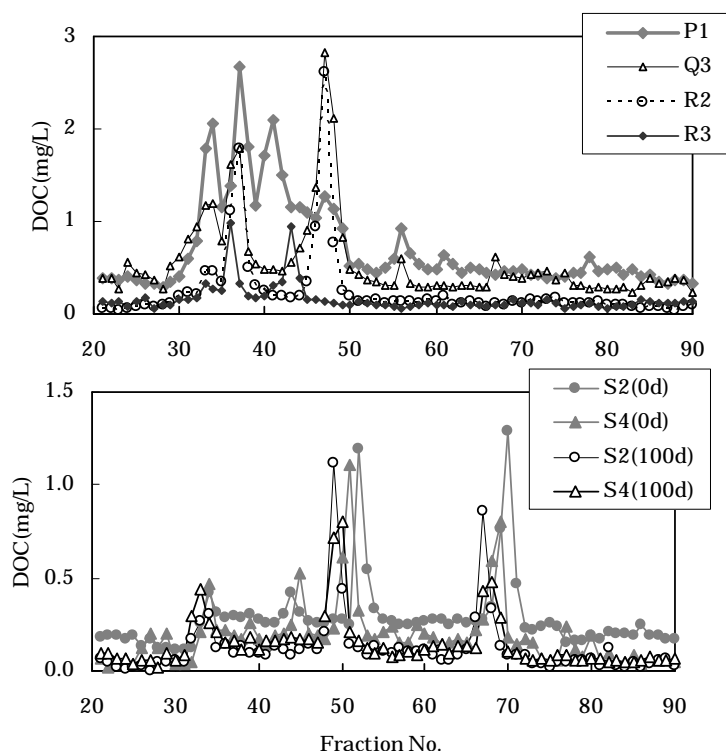 3
2
1
0
DOC(mg/L)
20 30 40 50 60 70 80 90
P1
Q3
R2
R3
1.5
1.0
0.5
0.0
DOC(mg/L)
20 30 40 50 60 70 80 90
Fraction No.
S2(0d)
S4(0d)
S2(100d)
S4(100d)